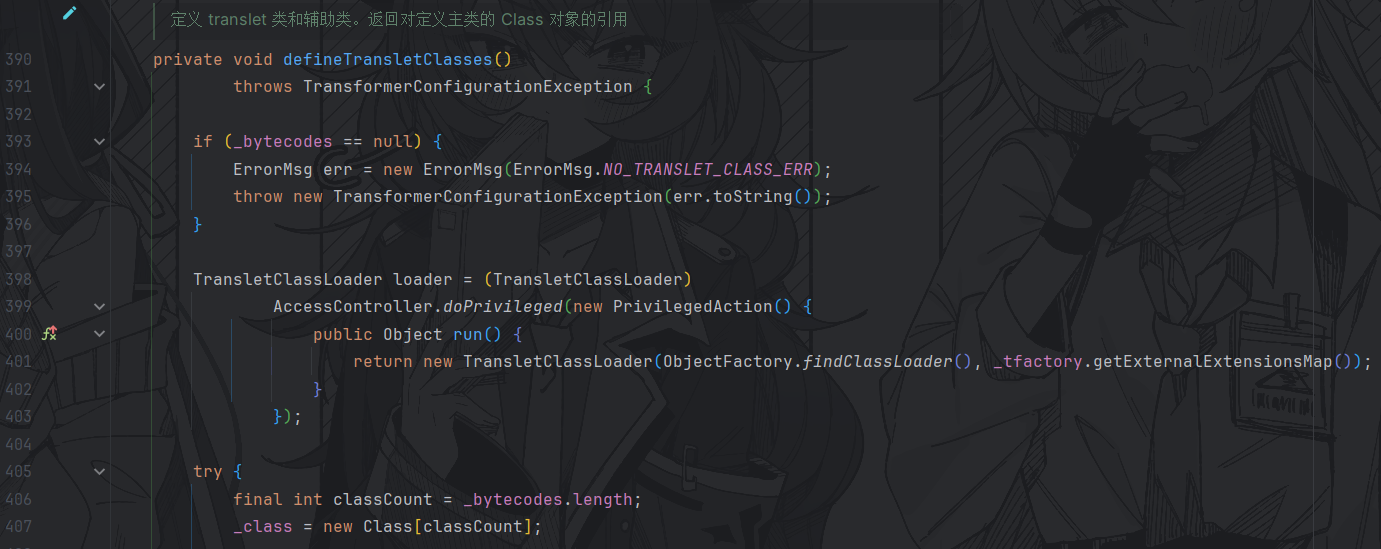 定义 translet 类和辅助类。返回对定义主类的 Class 对象的引用
390 private void defineTransletClasses()
391 throws TransformerConfigurationException {
392
393 if (_bytecodes == null) {
394 ErrorMsg err = new ErrorMsg(ErrorMsg.NO_TRANSLET_CLASS_ERR);
395 throw new TransformerConfigurationException(err.toString());
396 }
397
398 TransletClassLoader loader = (TransletClassLoader)
399 AccessController.doPrivileged(new PrivilegedAction() {
400 public Object run() {
401 return new TransletClassLoader(ObjectFactory.findClassLoader(), _tfactory.getExternalExtensionsMap());
402 }
403 });
404
405 try {
406 final int classCount = _bytecodes.length;
407 _class = new Class[classCount];